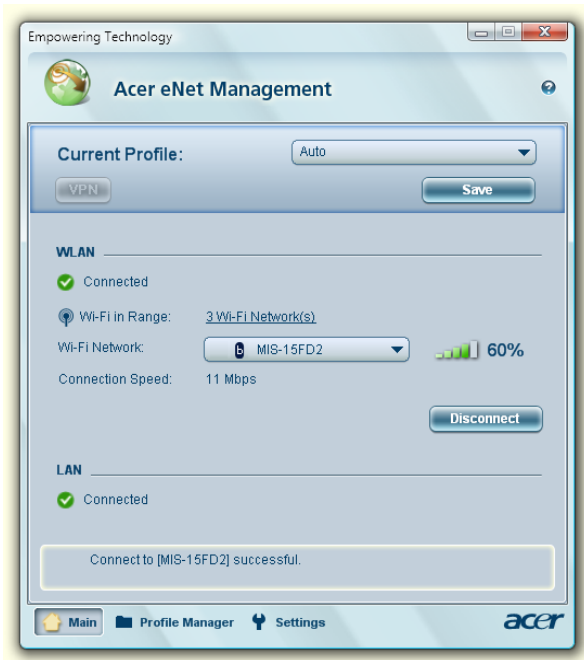 Empowering Technology
Acer eNet Management
Current Profile: Auto
VPN Save
WLAN
Connected
Wi-Fi in Range: 3 Wi-Fi Network(s)
Wi-Fi Network: b MIS-15FD2 60%
Connection Speed: 11 Mbps
Disconnect
LAN
Connected
Connect to [MIS-15FD2] successful.
Main Profile Manager Settings acer